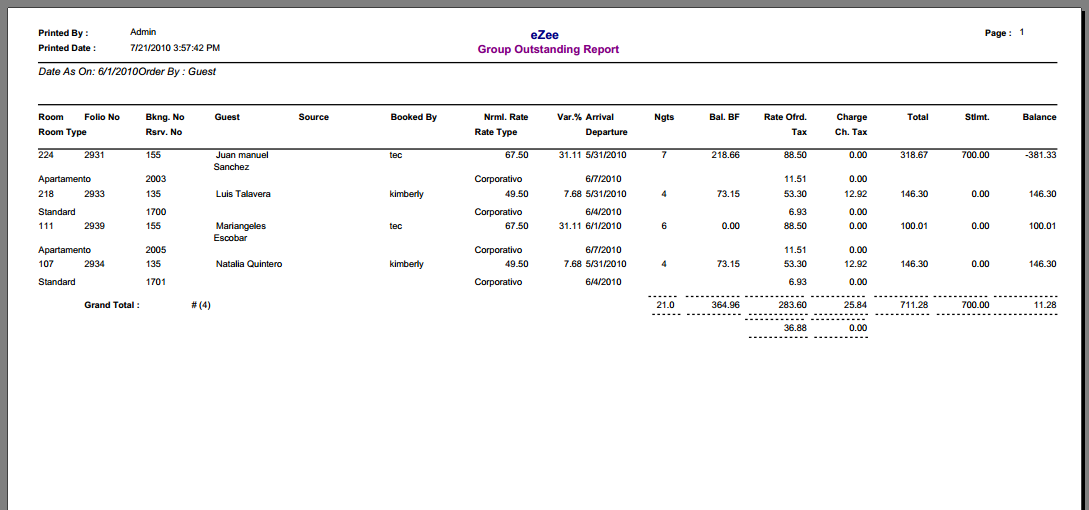 Printed By : Admin eZee Page : 1
Printed Date : 7/21/2010 3:57:42 PM Group Outstanding Report
Date As On: 6/1/2010Order By : Guest
Room Folio No Bkng. No Guest Source Booked By Nrml. Rate Var.% Arrival Ngts Bal. BF Rate Ofrd. Charge Total Stlmt. Balance
Room Type Rsrv. No Rate Type Departure Tax Ch. Tax
224 2931 155 Juan manuel tec 67.50 31.11 5/31/2010 7 218.66 88.50 0.00 318.67 700.00 -381.33
Sanchez
Apartamento 2003 Corporativo 6/7/2010 11.51 0.00
218 2933 135 Luis Talavera kimberly 49.50 7.68 5/31/2010 4 73.15 53.30 12.92 146.30 0.00 146.30
Standard 1700 Corporativo 6/4/2010 6.93 0.00
111 2939 155 Mariangeles tec 67.50 31.11 6/1/2010 6 0.00 88.50 0.00 100.01 0.00 100.01
Escobar
Apartamento 2005 Corporativo 6/7/2010 11.51 0.00
107 2934 135 Natalia Quintero kimberly 49.50 7.68 5/31/2010 4 73.15 53.30 12.92 146.30 0.00 146.30
Standard 1701 Corporativo 6/4/2010 6.93 0.00
Grand Total : # (4) 21.0 364.96 283.60 25.84 711.28 700.00 11.28
36.88 0.00